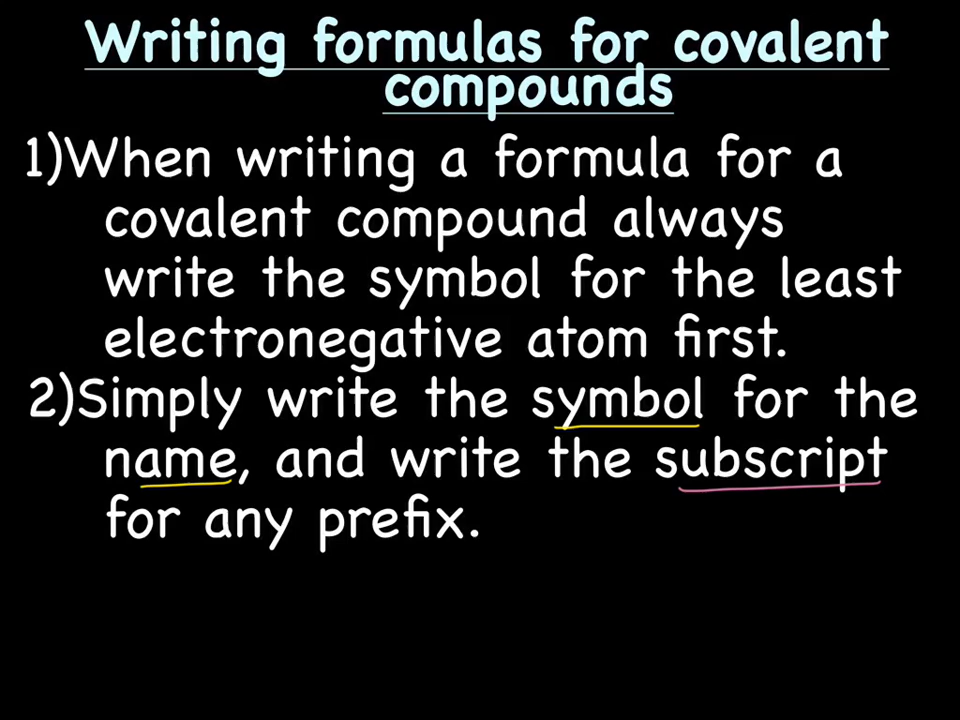 Writing formulas for covalent
compounds
1)When writing a formula for a
covalent compound always
write the symbol for the least
electronegative atom first.
2)Simply write the symbol for the
name, and write the subscript
for any prefix.